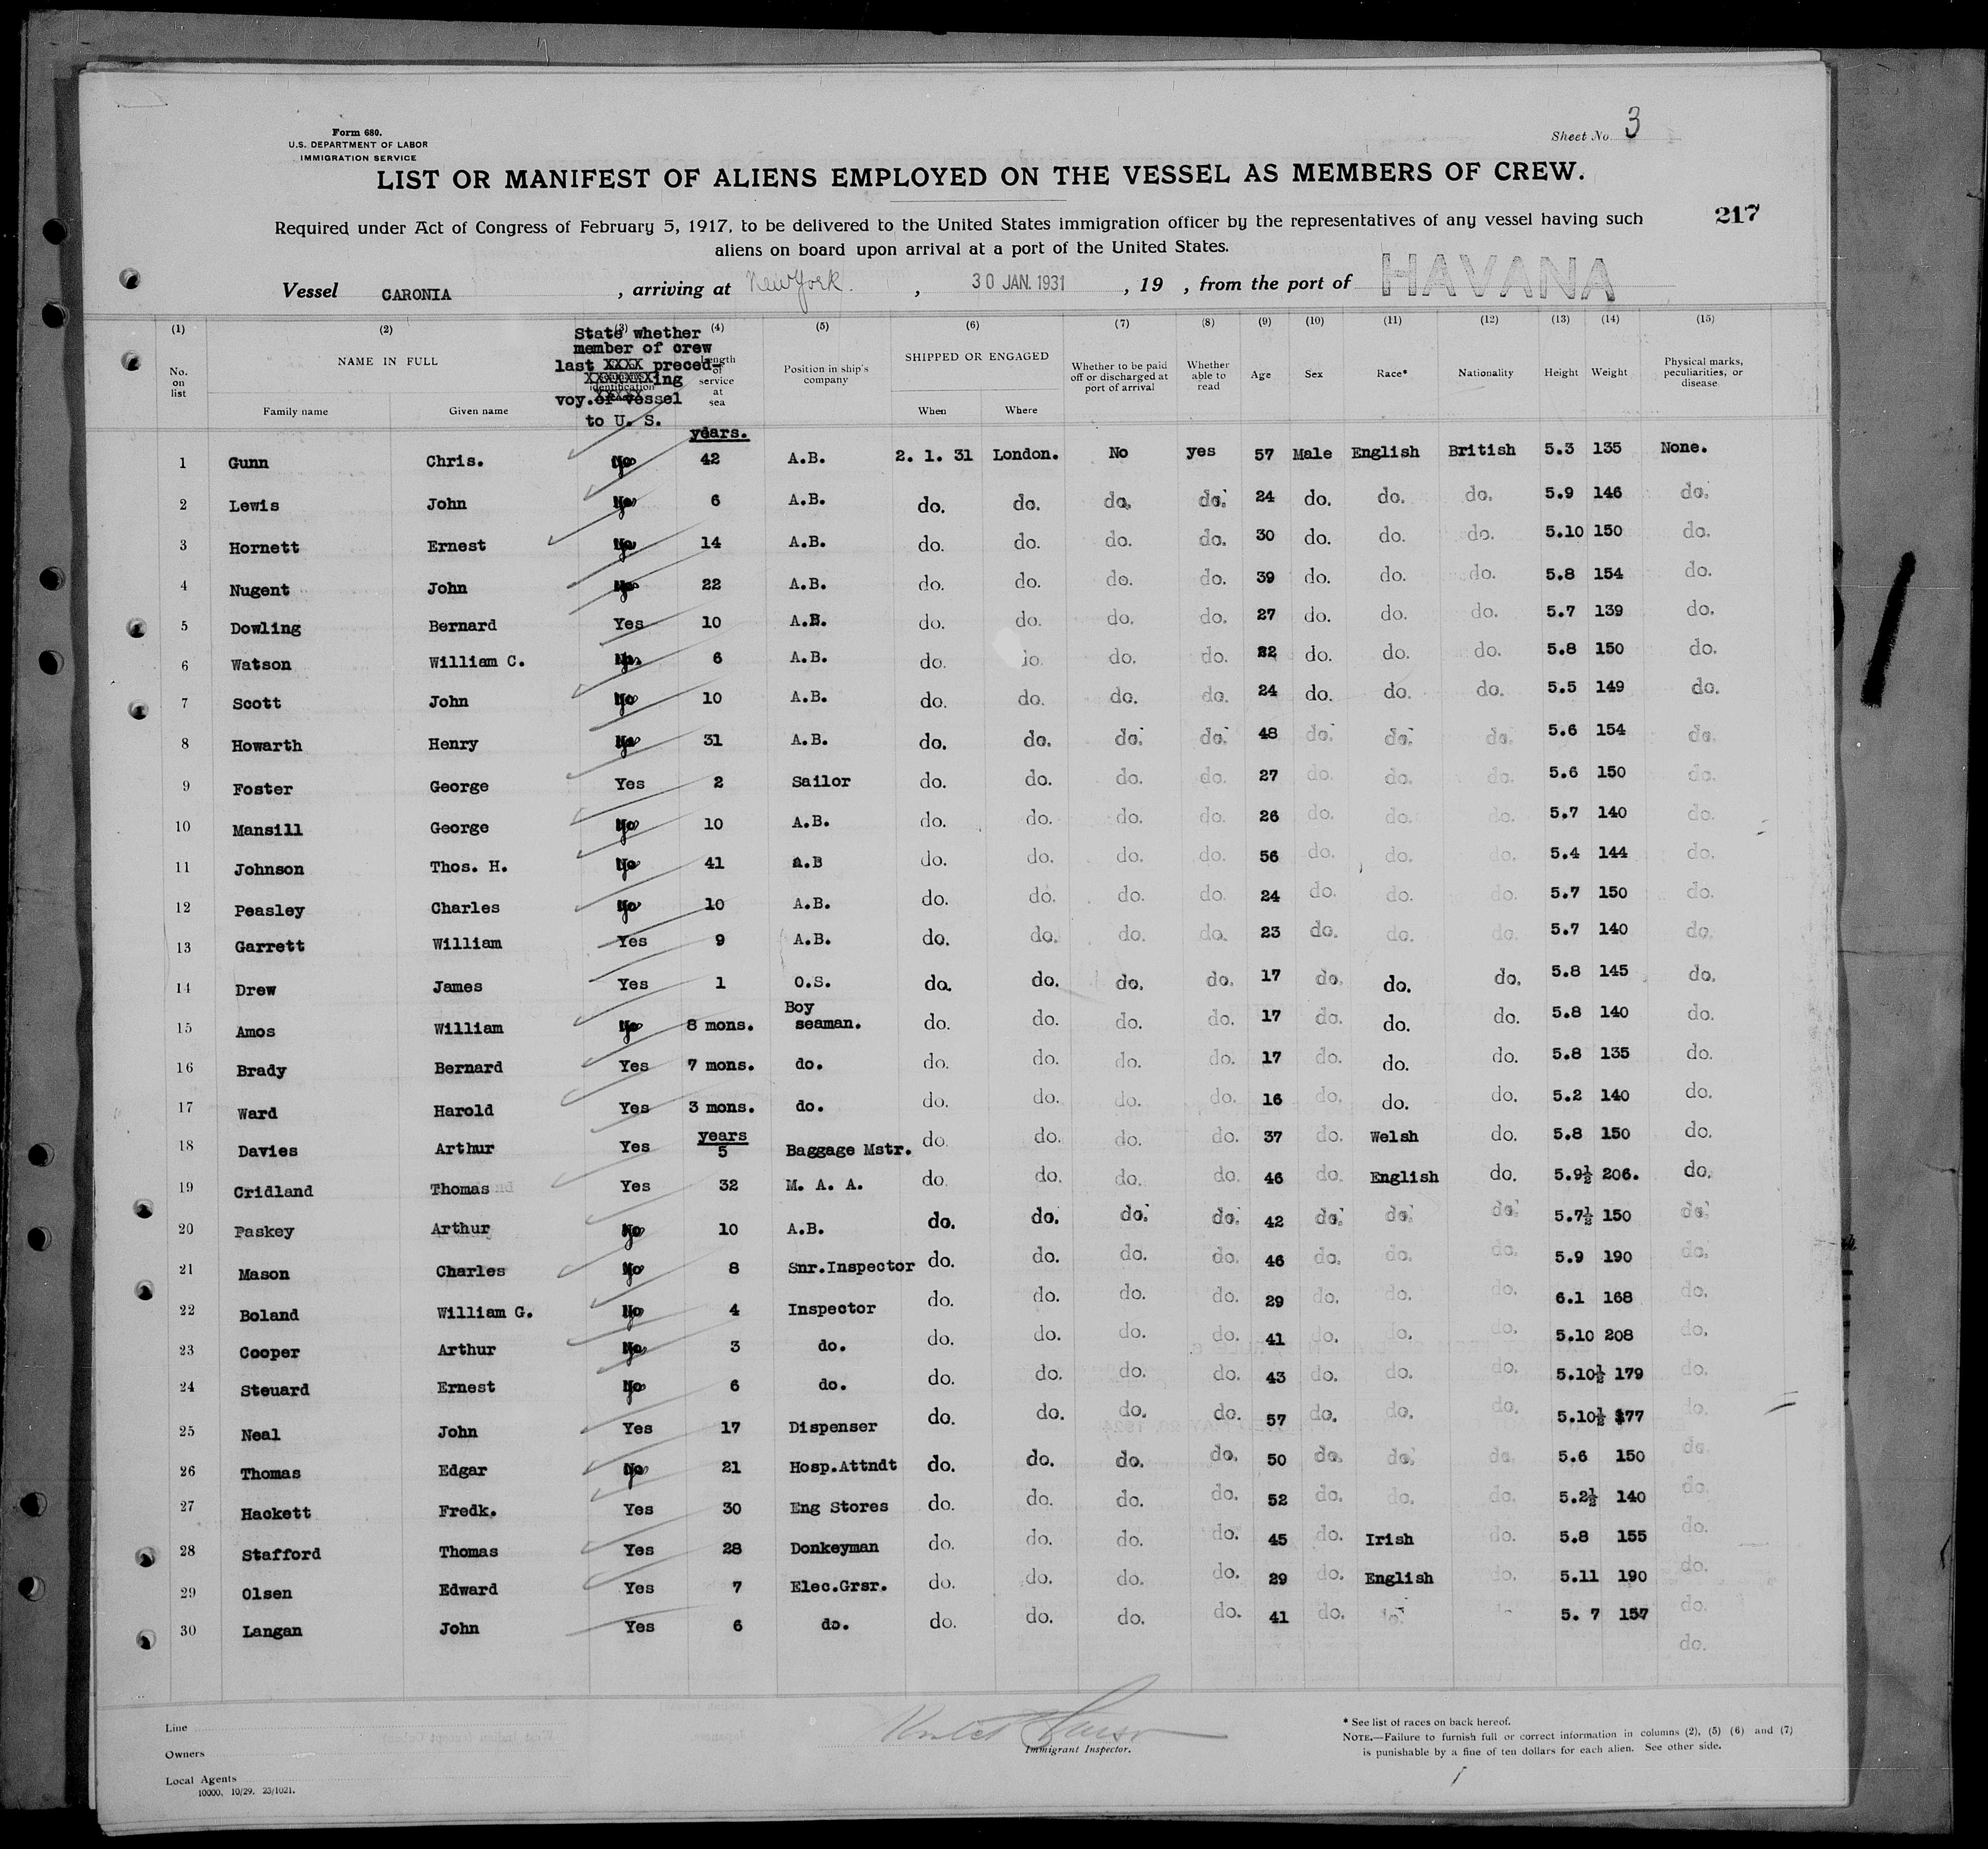 Form 680.
U.S. DEPARTMENT OF LABOR
IMMIGRATION SERVICE
Sheet No. 3
LIST OR MANIFEST OF ALIENS EMPLOYED ON THE VESSEL AS MEMBERS OF CREW.
217
Required under Act of Congress of February 5, 1917, to be delivered to the United States immigration officer by the representatives of any vessel having such
aliens on board upon arrival at a port of the United States.
Vessel CARONIA , arriving at New York. , 30 JAN. 1931 , 19 , from the port of HAVANA
(1) (2) (3) (4) (5) (6) (7) (8) (9) (10) (11) (12) (13) (14) (15)
No. on list NAME IN FULL Family name Given name State whether member of crew last XXXX preced- XXXXXXXing voy. or vessel to U. S. Length of service at sea Position in ship's company SHIPPED OR ENGAGED When Where Whether to be paid off or discharged at port of arrival Whether able to read Age Sex Race* Nationality Height Weight Physical marks, peculiarities, or disease
years.
1 Gunn Chris. 42 A.B. 2. 1. 31 London. No yes 57 Male English British 5.3 135 None.
2 Lewis John 6 A.B. do. do. do. do. 24 do. do. do. 5.9 146 do.
3 Hornett Ernest 14 A.B. do. do. do. do. 30 do. do. do. 5.10 150 do.
4 Nugent John 22 A.B. do. do. do. do. 39 do. do. do. 5.8 154 do.
5 Dowling Bernard Yes 10 A.B. do. do. do. do. 27 do. do. do. 5.7 139 do.
6 Watson William C. 6 A.B. do. do. do. do. do. do. do. 5.8 150 do.
7 Scott John 10 A.B. do. do. do. do. 24 do. do. do. 5.5 149 do.
8 Howarth Henry 31 A.B. do. do. do. do. 48 do. do. do. 5.6 154 do.
9 Foster George Yes 2 Sailor do. do. do. do. 27 do. do. do. 5.6 150 do.
10 Mansill George 10 A.B. do. do. do. do. 26 do. do. do. 5.7 140 do.
11 Johnson Thos. H. 41 A.B do. do. do. do. 56 do. do. do. 5.4 144 do.
12 Peasley Charles 10 A.B. do. do. do. do. 24 do. do. do. 5.7 150 do.
13 Garrett William Yes 9 A.B. do. do. do. do. 23 do. do. do. 5.7 140 do.
14 Drew James Yes 1 O.S. do. do. do. do. 17 do. do. do. 5.8 145 do.
15 Amos William 8 mons. Boy seaman. do. do. do. do. 17 do. do. do. 5.8 140 do.
16 Brady Bernard Yes 7 mons. do. do. do. do. do. 17 do. do. do. 5.8 135 do.
17 Ward Harold Yes 3 mons. do. do. do. do. do. 16 do. do. do. 5.2 140 do.
18 Davies Arthur Yes years 5 Baggage Mstr. do. do. do. do. 37 do. Welsh do. 5.8 150 do.
19 Cridland Thomas Yes 32 M. A. A. do. do. do. do. 46 do. English do. 5.9½ 206. do.
20 Paskey Arthur 10 A.B. do. do. do. do. 42 do. do. do. 5.7½ 150 do.
21 Mason Charles 8 Snr.Inspector do. do. do. do. 46 do. do. do. 5.9 190 do.
22 Boland William G. 4 Inspector do. do. do. do. 29 do. do. do. 6.1 168 do.
23 Cooper Arthur 3 do. do. do. do. do. 41 do. do. do. 5.10 208 do.
24 Steuard Ernest 6 do. do. do. do. do. 43 do. do. do. 5.10½ 179 do.
25 Neal John Yes 17 Dispenser do. do. do. do. 57 do. do. do. 5.10½ 177 do.
26 Thomas Edgar 21 Hosp.Attndt do. do. do. do. 50 do. do. do. 5.6 150 do.
27 Hackett Fredk. Yes 30 Eng Stores do. do. do. do. 52 do. do. do. 5.2½ 140 do.
28 Stafford Thomas Yes 28 Donkeyman do. do. do. do. 45 do. Irish do. 5.8 155 do.
29 Olsen Edward Yes 7 Elec.Grsr. do. do. do. do. 29 do. English do. 5.11 190 do.
30 Langan John Yes 6 do. do. do. do. do. 41 do. do. 5. 7 157 do.
do.
Line
Owners
Local Agents
10000, 10/29. 23/1021.
Immigrant Inspector.
* See list of races on back hereof.
NOTE.—Failure to furnish full or correct information in columns (2), (5) (6) and (7)
is punishable by a fine of ten dollars for each alien. See other side.